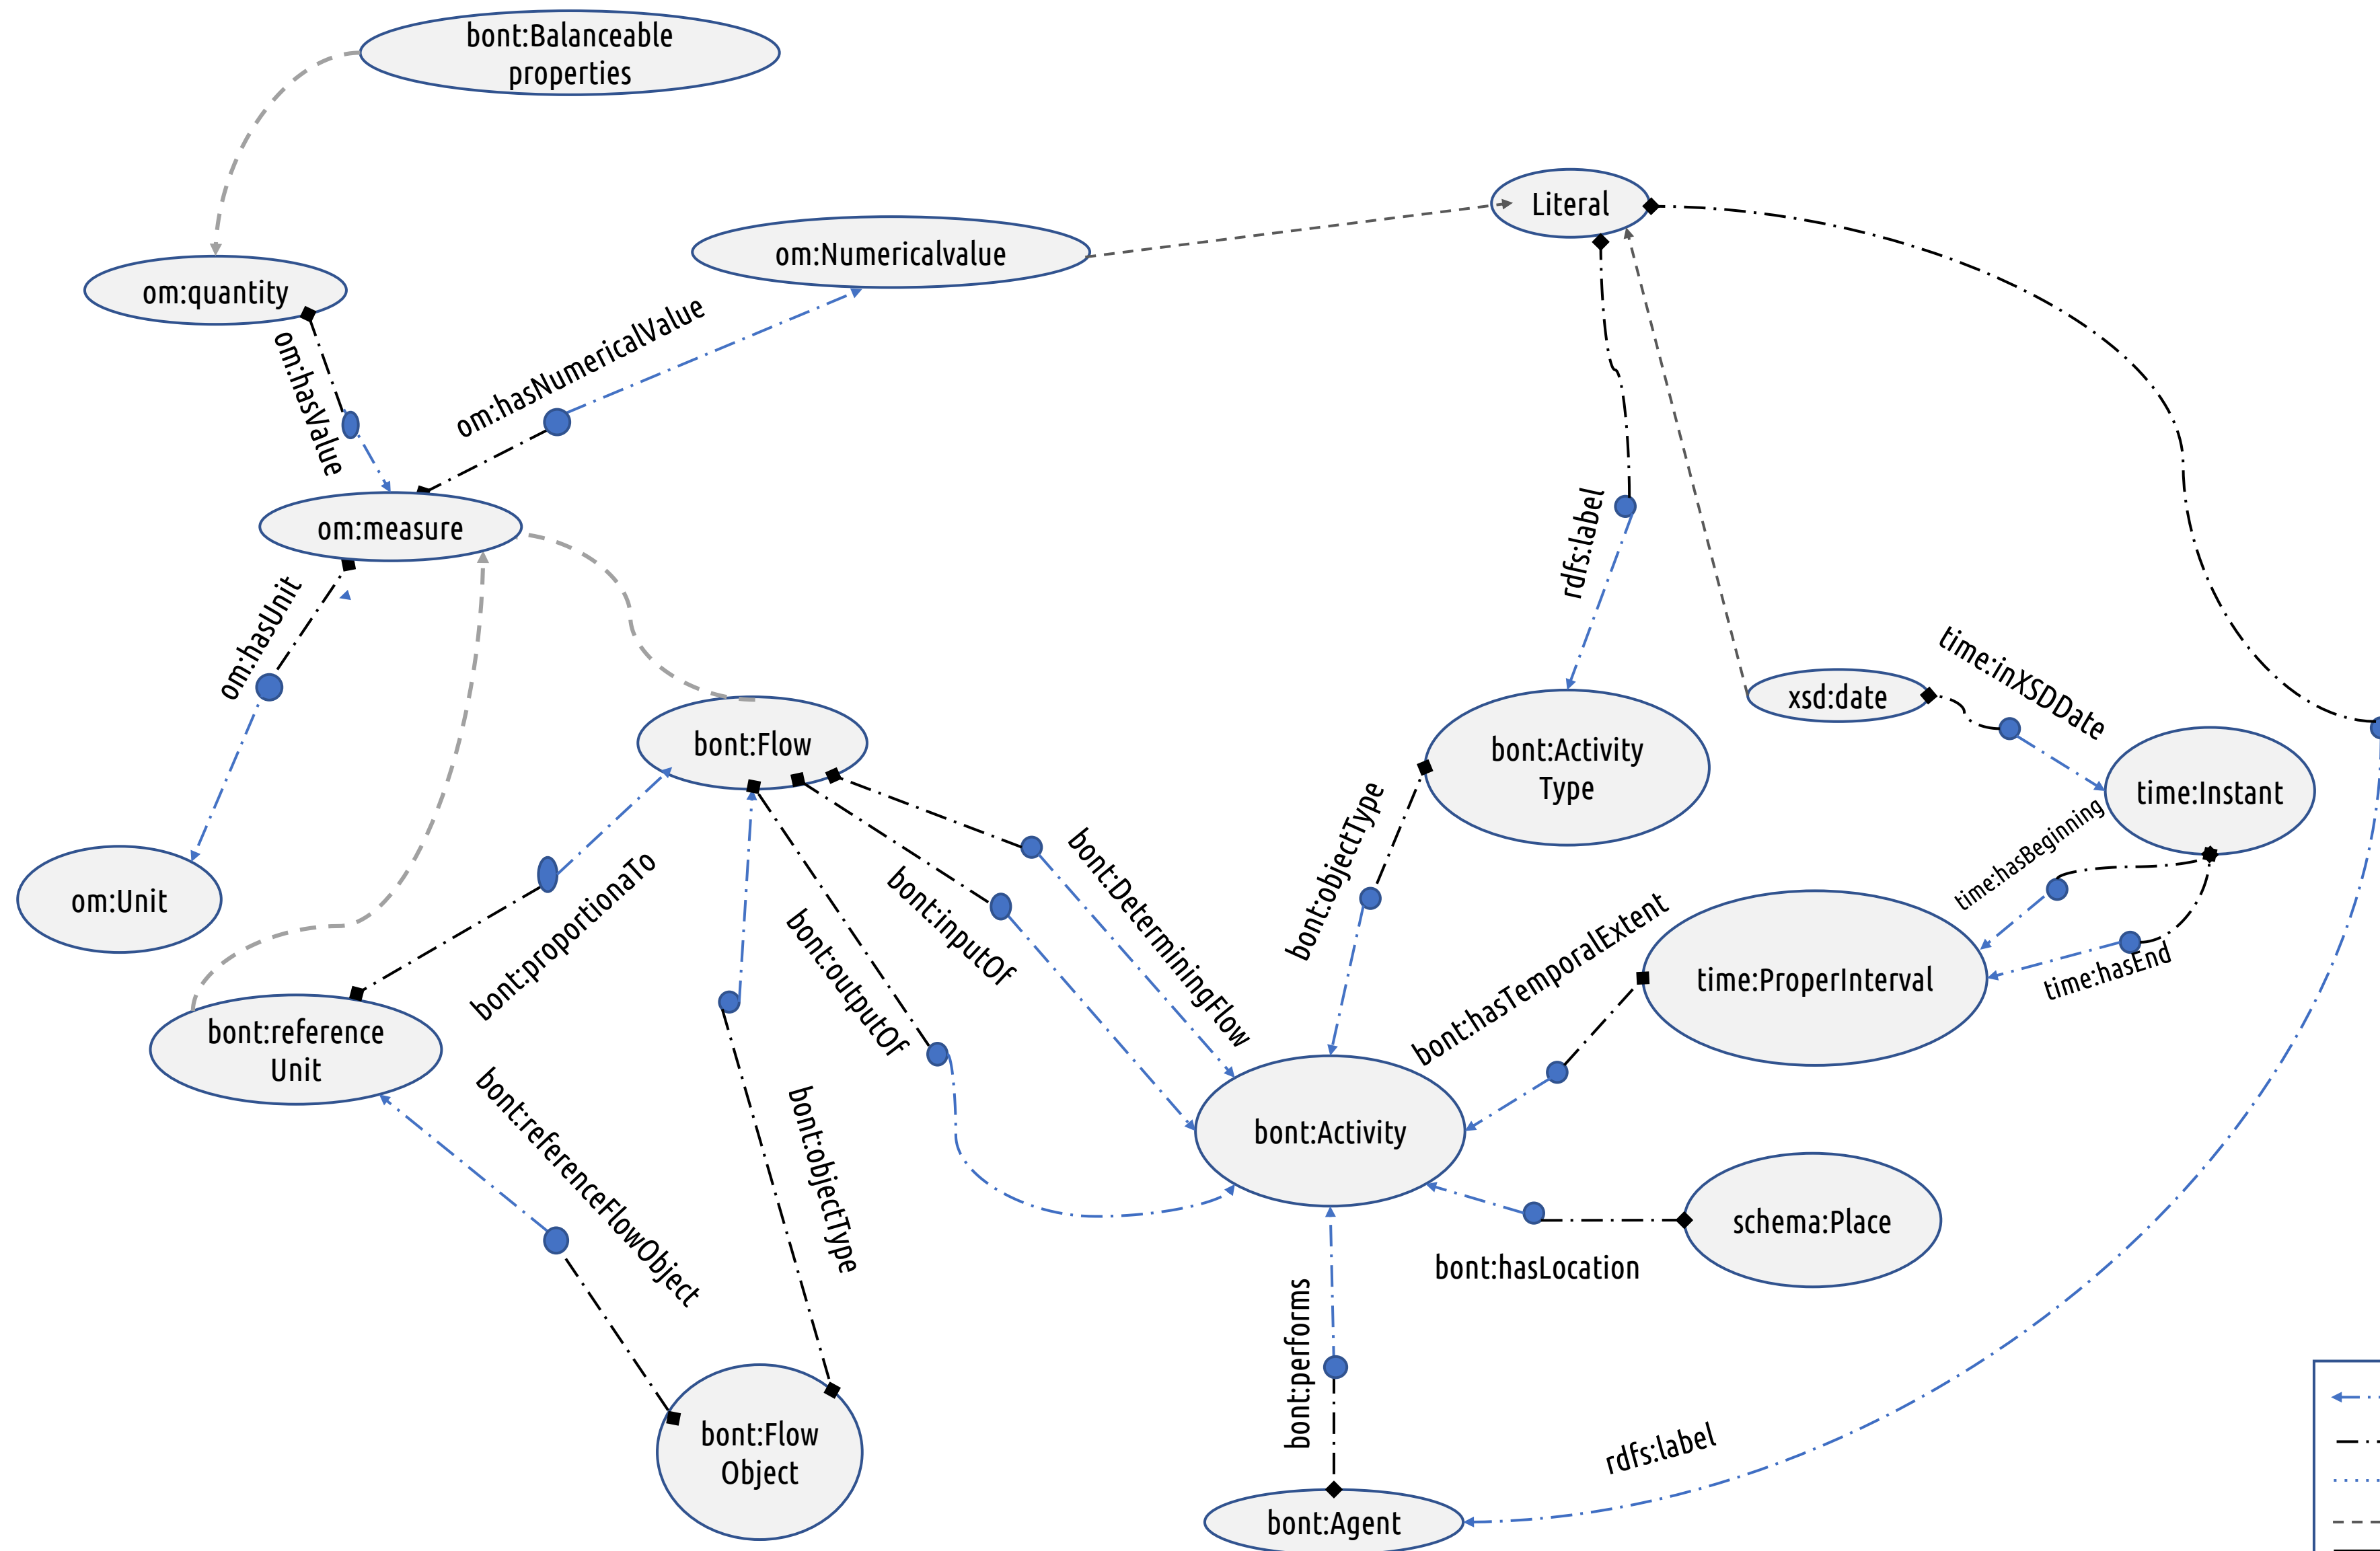 bont:Balanceable
properties
Literal
om:Numericalvalue
om:quantity
om:hasValue
om:hasNumericalValue
om:measure
rdfs:label
om:hasUnit
time:inXSDDate
xsd:date
bont:Flow
bont:Activity
Type
time:Instant
bont:objectType
time:hasBeginning
om:Unit
bont:proportionaTo
bont:outputOf
bont:inputOf
bont:DeterminingFlow
bont:hasTemporalExtent
time:ProperInterval
time:hasEnd
bont:reference
Unit
bont:referenceFlowObject
bont:objectType
bont:Activity
schema:Place
bont:hasLocation
bont:performs
bont:Flow
Object
rdfs:label
bont:Agent